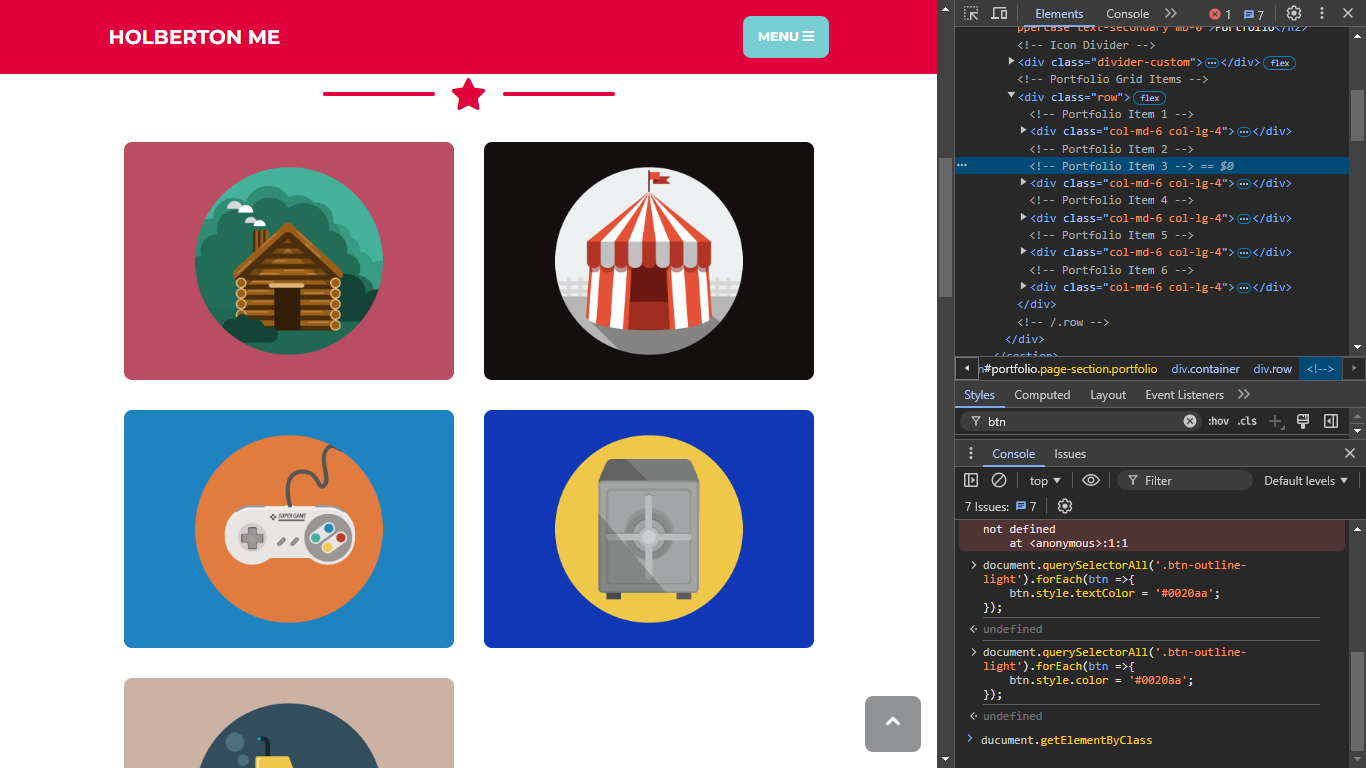 HOLBERTON ME
MENU
SUPER GAME
Elements Console 1 7
ppercase text-secondary mb-0">Portfolio</h2>
<!-- Icon Divider -->
<div class="divider-custom"> </div> flex
<!-- Portfolio Grid Items -->
<div class="row"> flex
<!-- Portfolio Item 1 -->
<div class="col-md-6 col-lg-4"> </div>
<!-- Portfolio Item 2 -->
<!-- Portfolio Item 3 --> == $0
<div class="col-md-6 col-lg-4"> </div>
<!-- Portfolio Item 4 -->
<div class="col-md-6 col-lg-4"> </div>
<!-- Portfolio Item 5 -->
<div class="col-md-6 col-lg-4"> </div>
<!-- Portfolio Item 6 -->
<div class="col-md-6 col-lg-4"> </div>
</div>
<!-- /.row -->
</div>
</section>
n#portfolio.page-section.portfolio div.container div.row <!-->
Styles Computed Layout Event Listeners
btn :hov .cls
Console Issues
top Filter Default levels
7 Issues: 7
not defined
at <anonymous>:1:1
document.querySelectorAll('.btn-outline-
light').forEach(btn =>{
btn.style.textColor = '#0020aa';
});
undefined
document.querySelectorAll('.btn-outline-
light').forEach(btn =>{
btn.style.color = '#0020aa';
});
undefined
ducument.getElementByClass